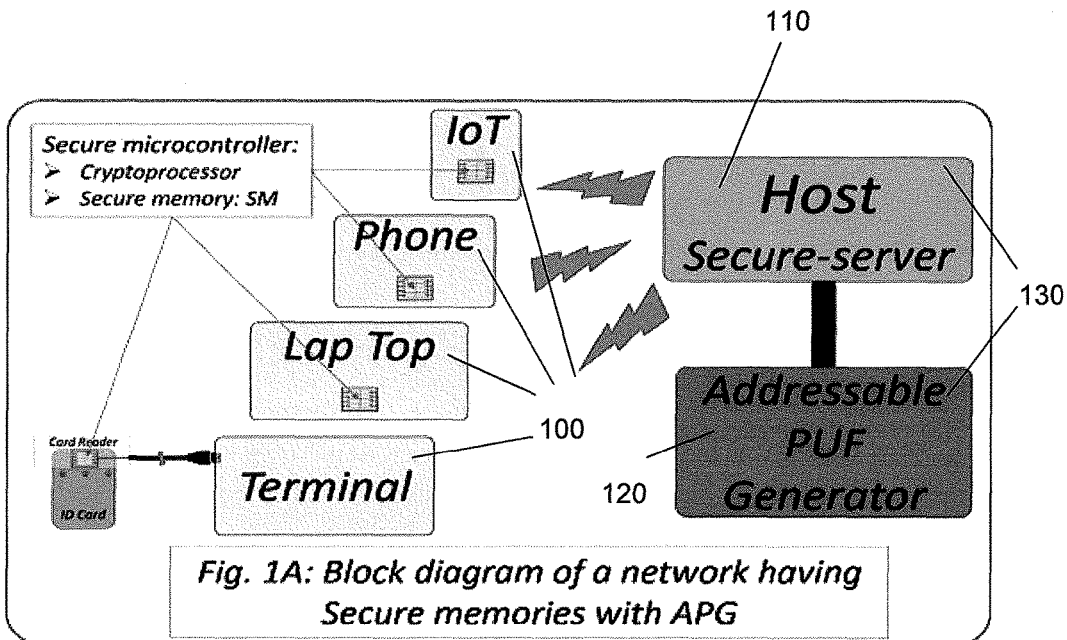 110
Secure microcontroller:
➤ Cryptoprocessor
➤ Secure memory: SM
IoT
Phone
Lap Top
Card Reader
ID Card
Terminal
100
Host
Secure-server
130
Addressable
PUF
Generator
120
Fig. 1A: Block diagram of a network having
Secure memories with APG